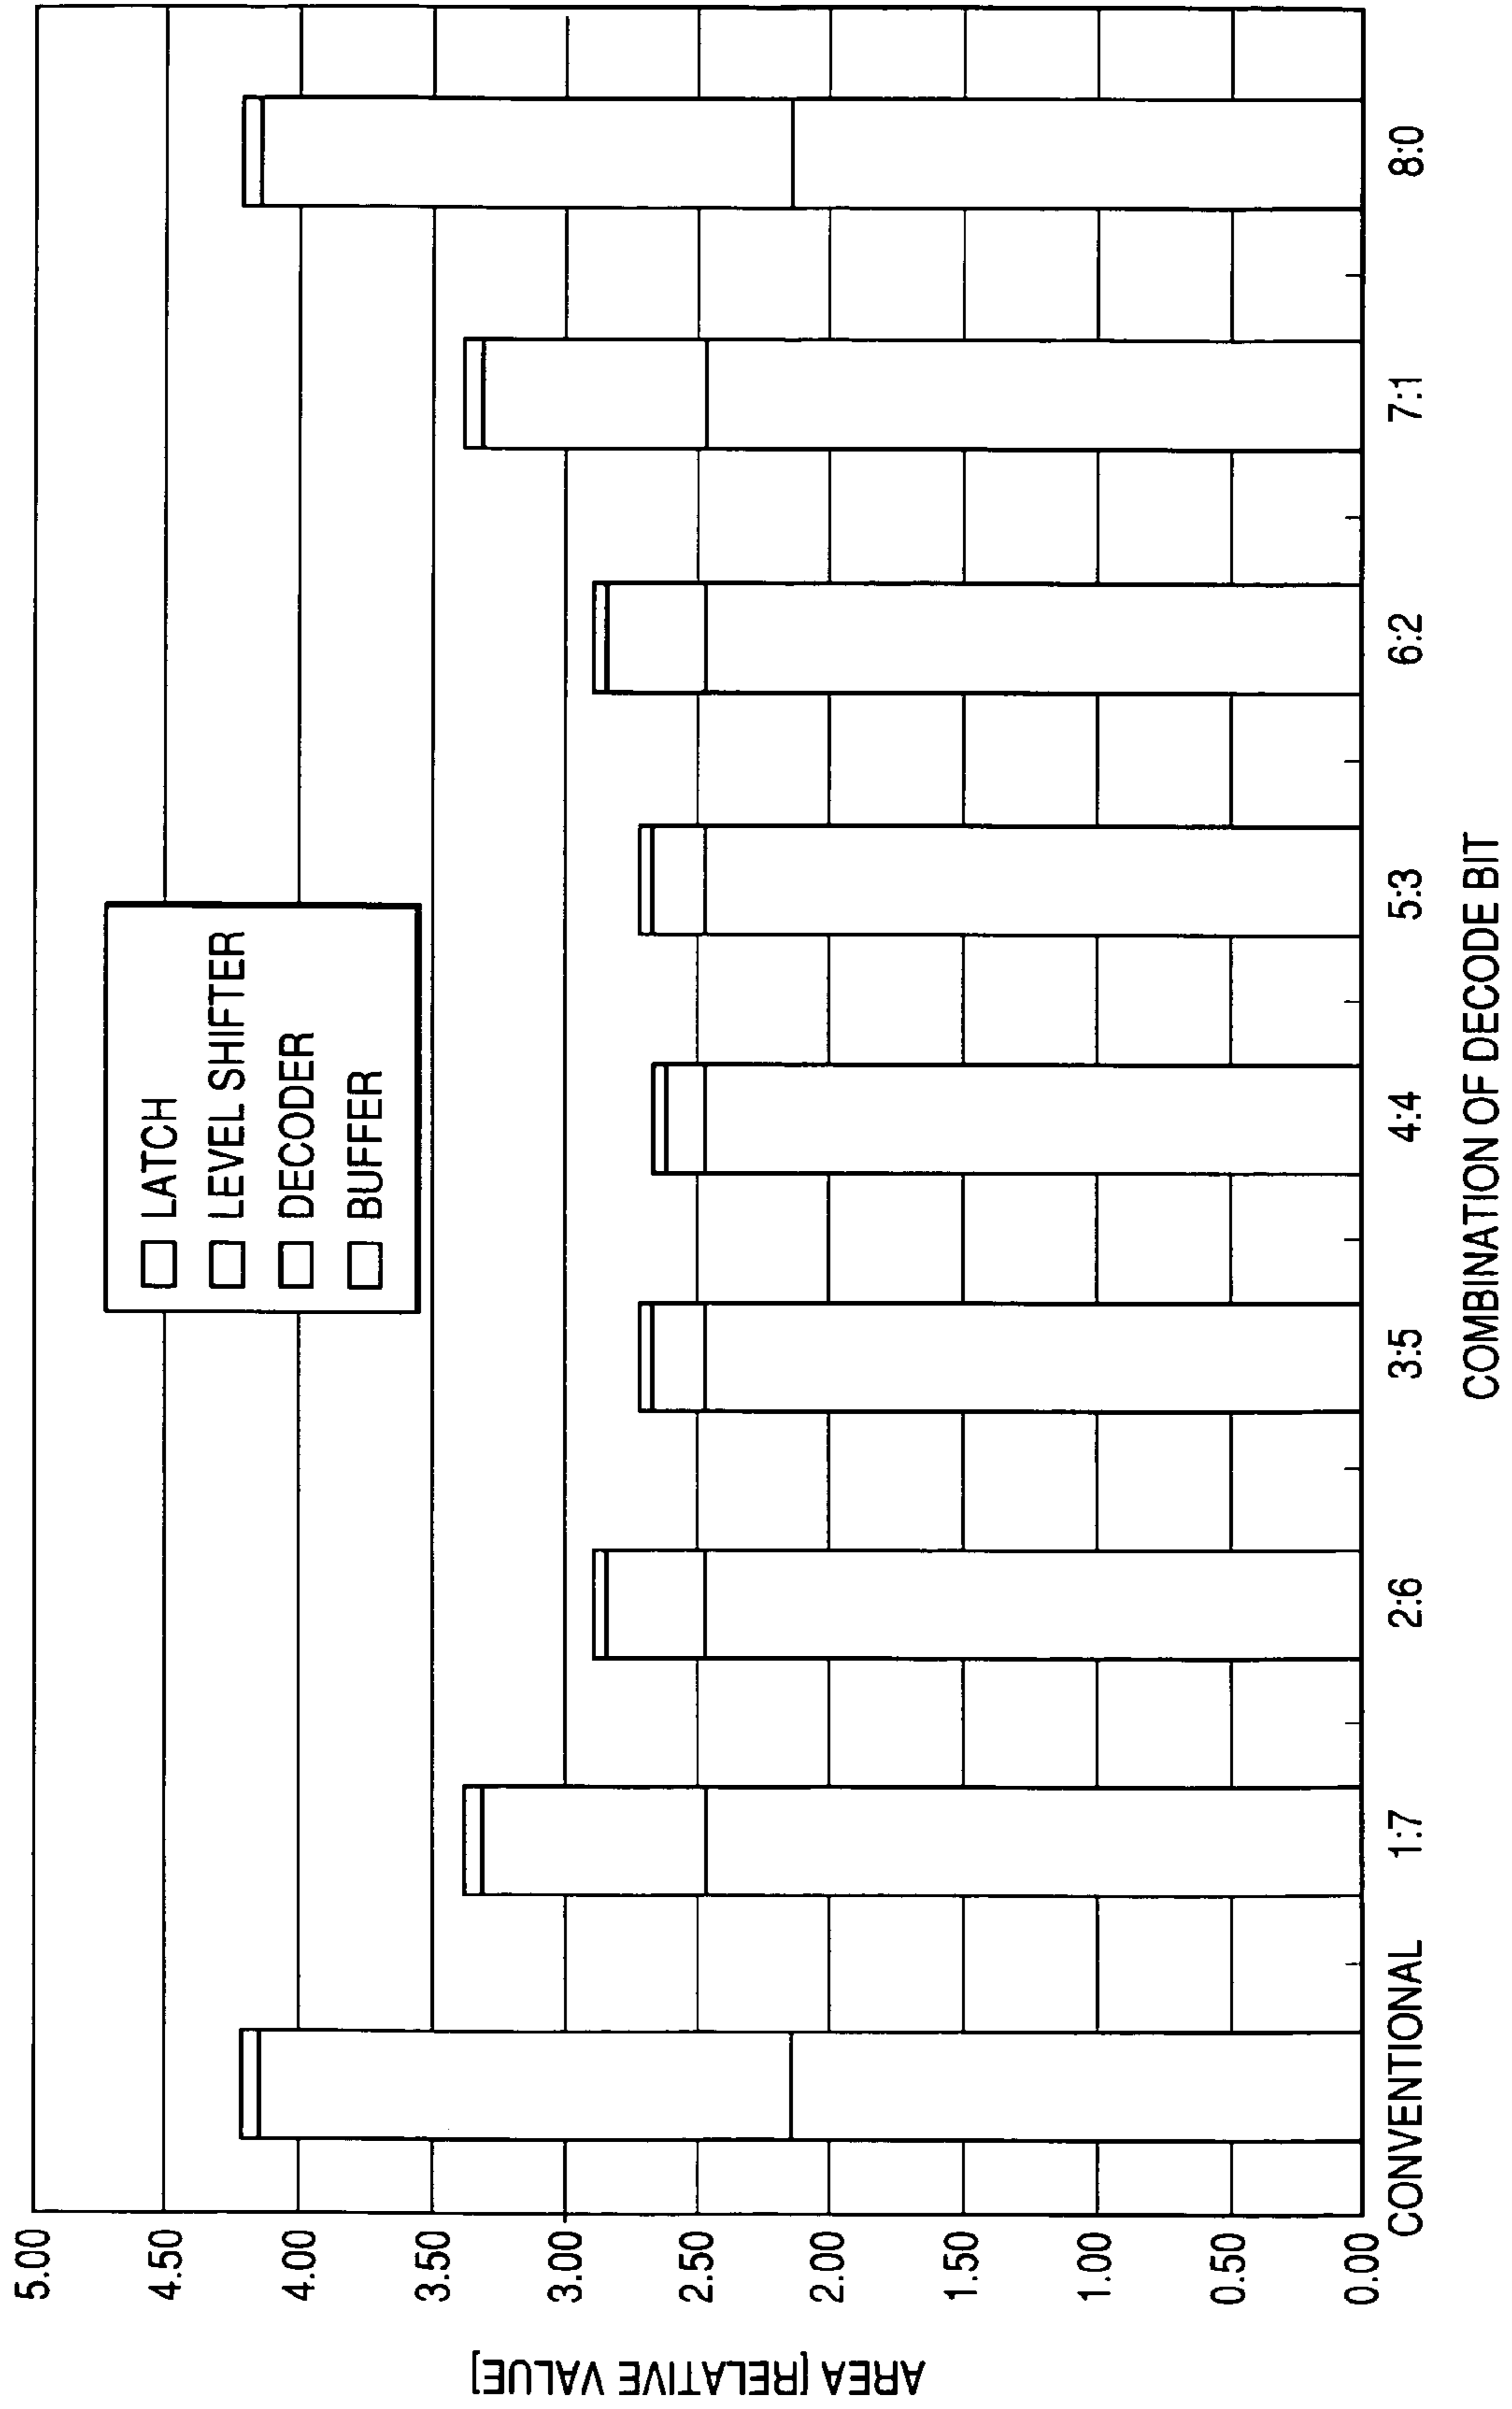 AREA [RELATIVE VALUE]
5.00
4.50
4.00
3.50
3.00
2.50
2.00
1.50
1.00
0.50
0.00
LATCH
LEVEL SHIFTER
DECODER
BUFFER
CONVENTIONAL
1:7
2:6
3:5
4:4
5:3
6:2
7:1
8:0
COMBINATION OF DECODE BIT